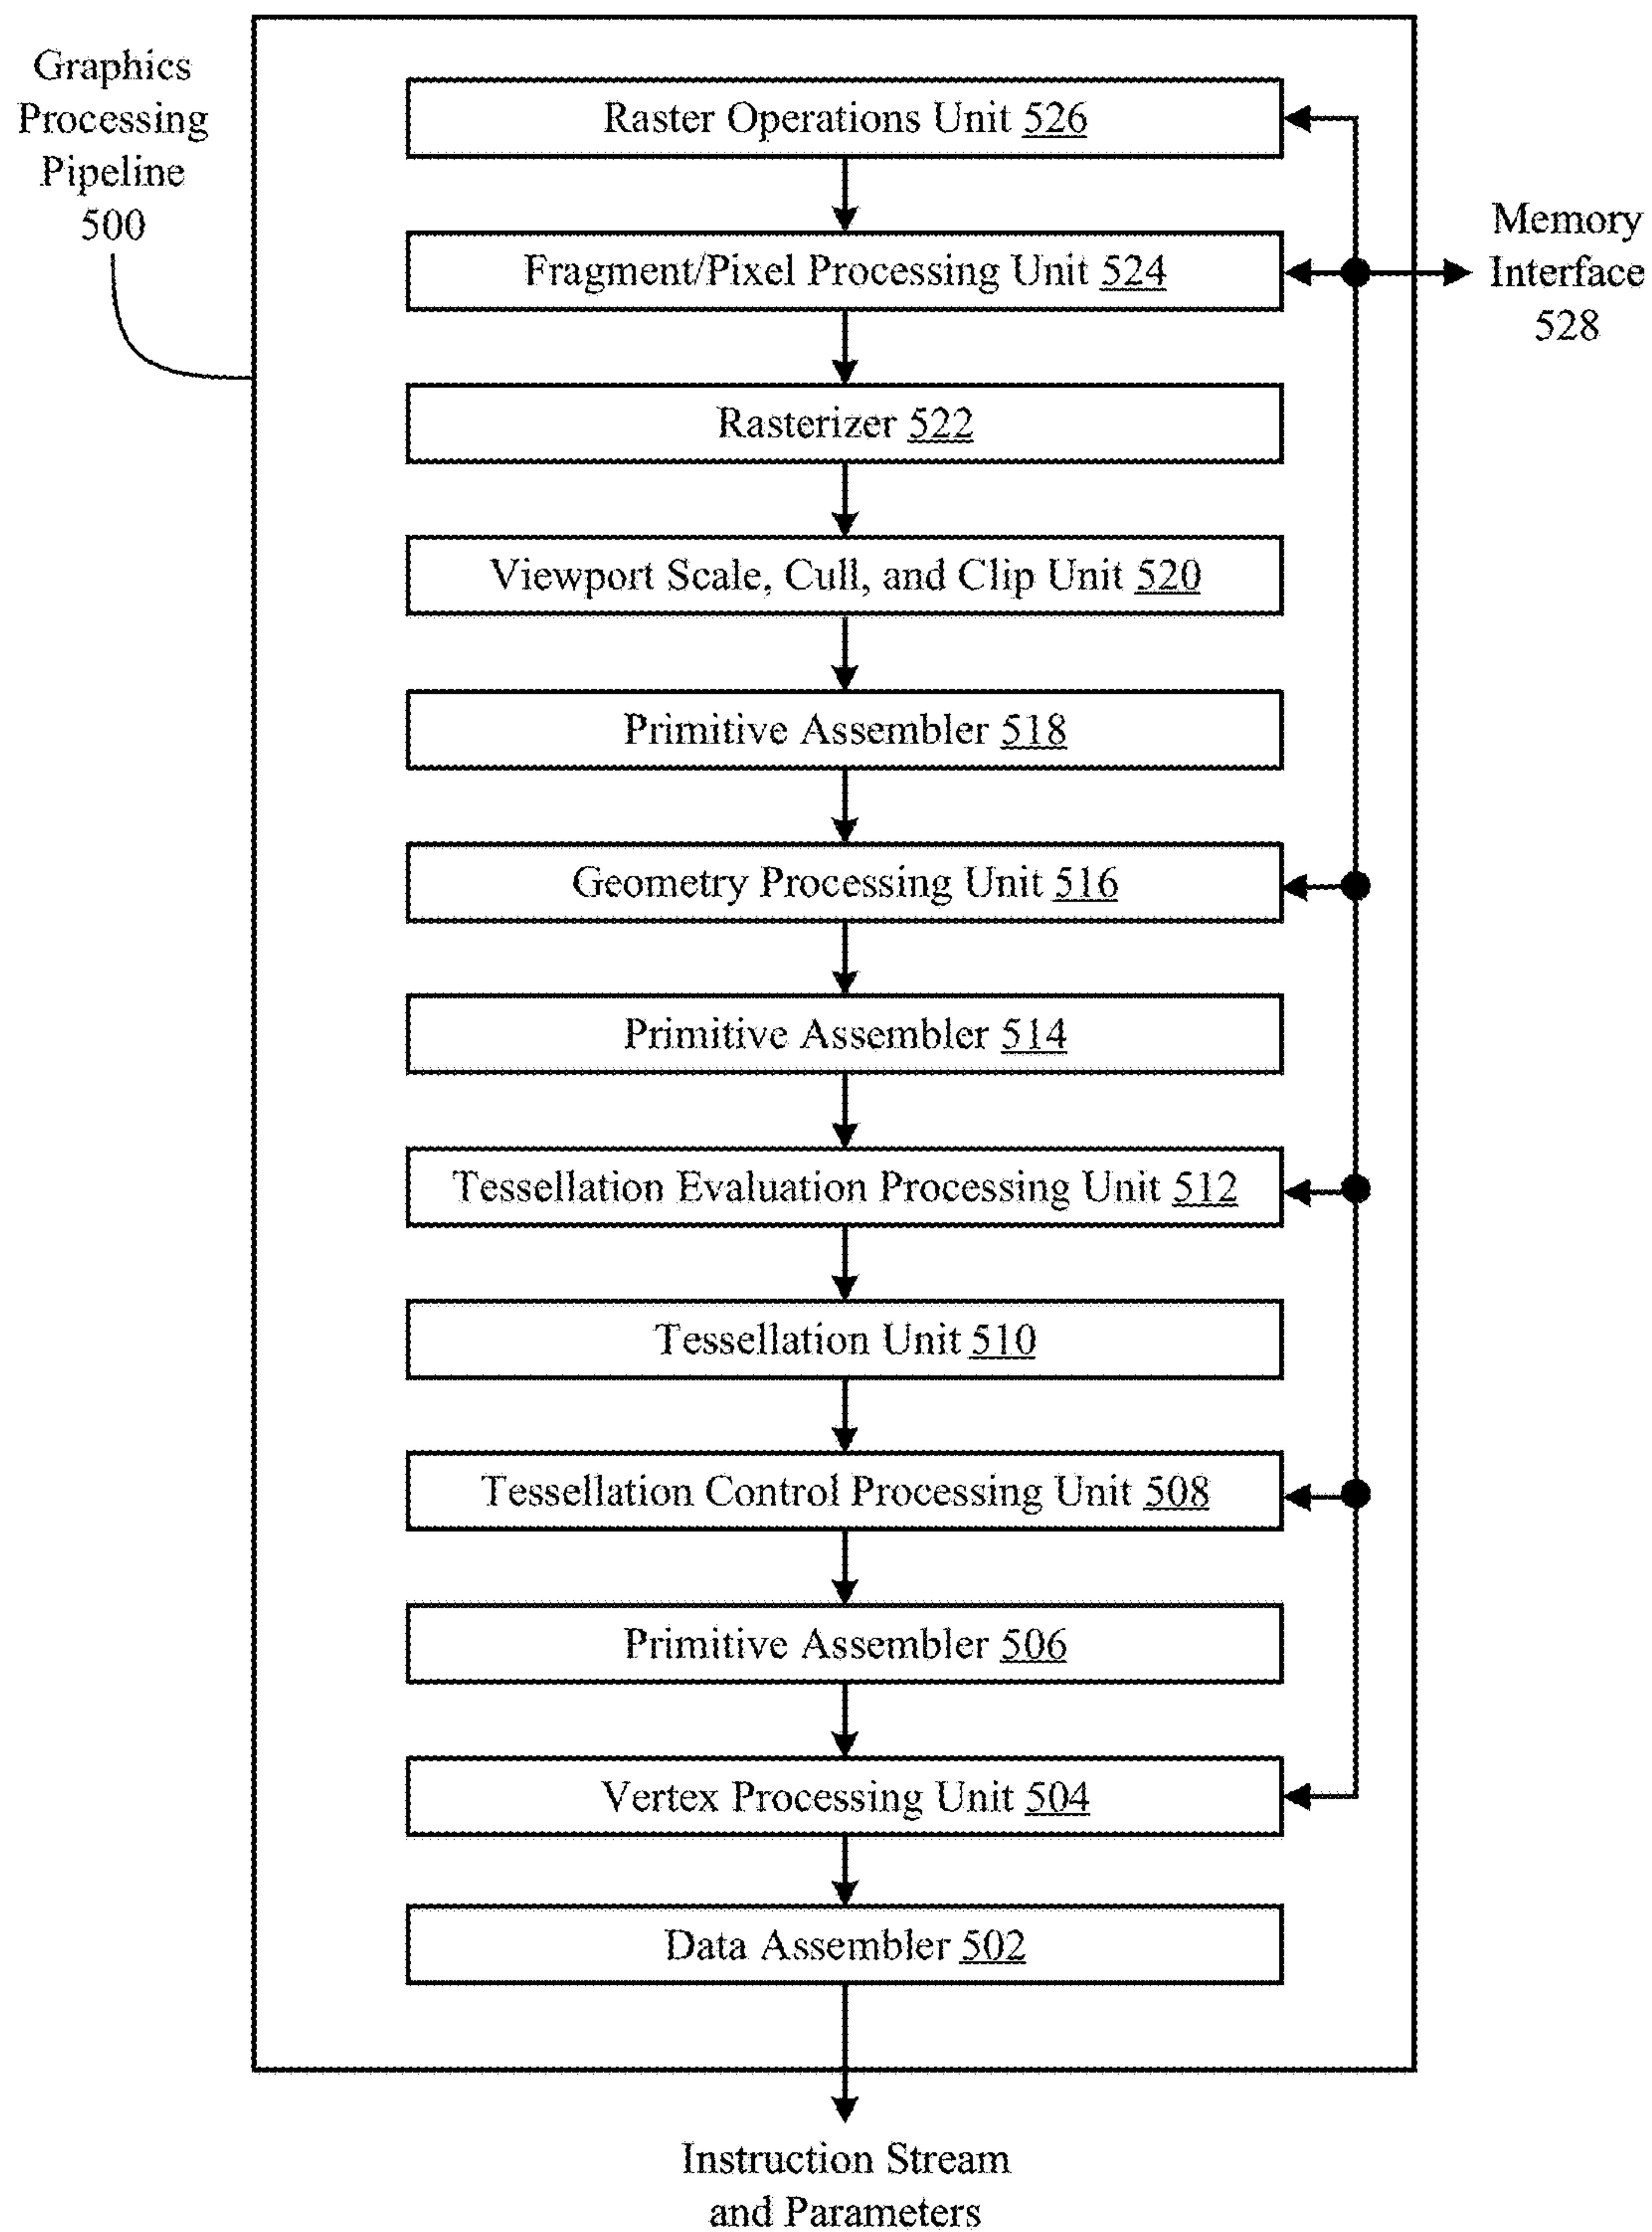 Graphics
Processing
Pipeline
500
Raster Operations Unit 526
Fragment/Pixel Processing Unit 524
Memory
Interface
528
Rasterizer 522
Viewport Scale, Cull, and Clip Unit 520
Primitive Assembler 518
Geometry Processing Unit 516
Primitive Assembler 514
Tessellation Evaluation Processing Unit 512
Tessellation Unit 510
Tessellation Control Processing Unit 508
Primitive Assembler 506
Vertex Processing Unit 504
Data Assembler 502
Instruction Stream
and Parameters